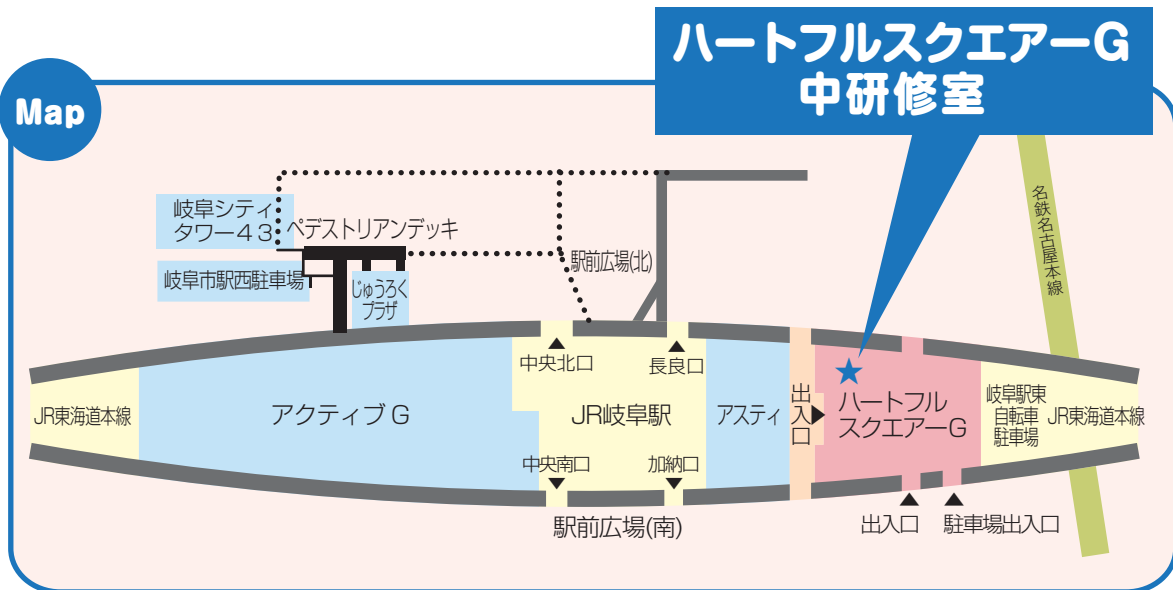 ハートフルスクエアーG
中研修室
Map
名鉄名古屋本線
岐阜シティ
タワー43
ペデストリアンデッキ
駅前広場(北)
岐阜市駅西駐車場
じゅうろく
プラザ
中央北口
長良口
JR東海道本線
アクティブG
JR岐阜駅
アスティ
出入口
ハートフル
スクエアーG
岐阜駅東
自転車
駐車場
JR東海道本線
中央南口
加納口
駅前広場(南)
出入口
駐車場出入口